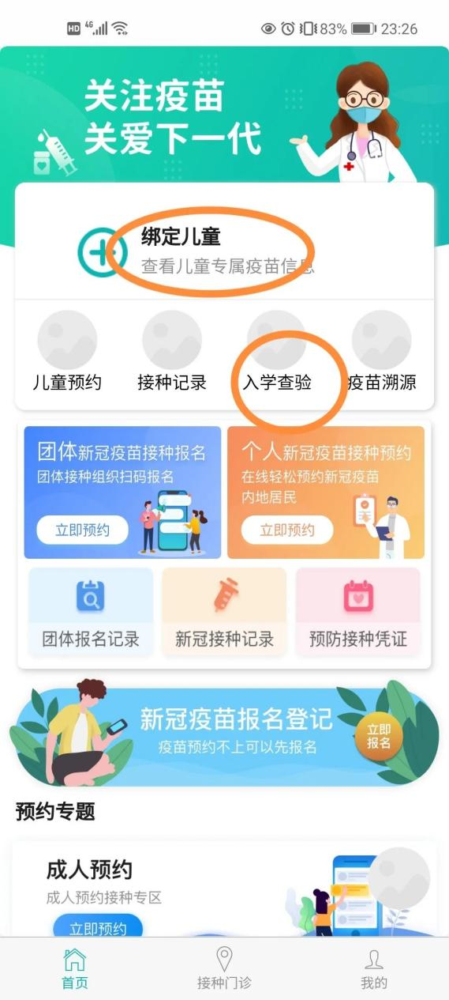 HD 4G 83% 23:26
关注疫苗
关爱下一代
绑定儿童
查看儿童专属疫苗信息
儿童预约 接种记录 入学查验 疫苗溯源
团体新冠疫苗接种报名
团体接种组织扫码报名
立即预约
个人新冠疫苗接种预约
在线轻松预约新冠疫苗
内地居民
立即预约
团体报名记录 新冠接种记录 预防接种凭证
新冠疫苗报名登记
疫苗预约不上可以先报名
立即
报名
预约专题
成人预约
成人预约接种专区
立即预约
首页 接种门诊 我的